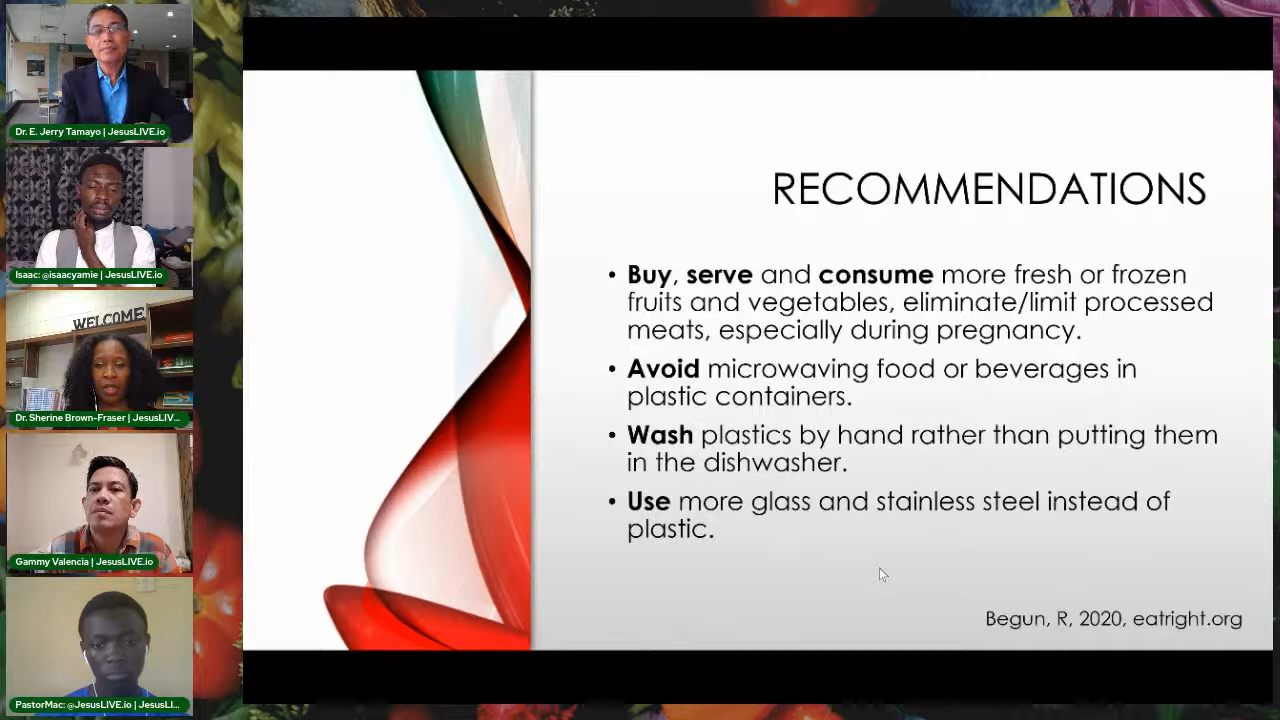 Dr. E. Jerry Tamayo | JesusLIVE.io
Isaac: @isaacyamie | JesusLIVE.io
WELCOME
Dr. Sherine Brown-Fraser | JesusLIV...
Gammy Valencia | JesusLIVE.io
PastorMac: @JesusLIVE.io | JesusLI...
RECOMMENDATIONS
• Buy, serve and consume more fresh or frozen
fruits and vegetables, eliminate/limit processed
meats, especially during pregnancy.
• Avoid microwaving food or beverages in
plastic containers.
• Wash plastics by hand rather than putting them
in the dishwasher.
• Use more glass and stainless steel instead of
plastic.
Begun, R, 2020, eatright.org